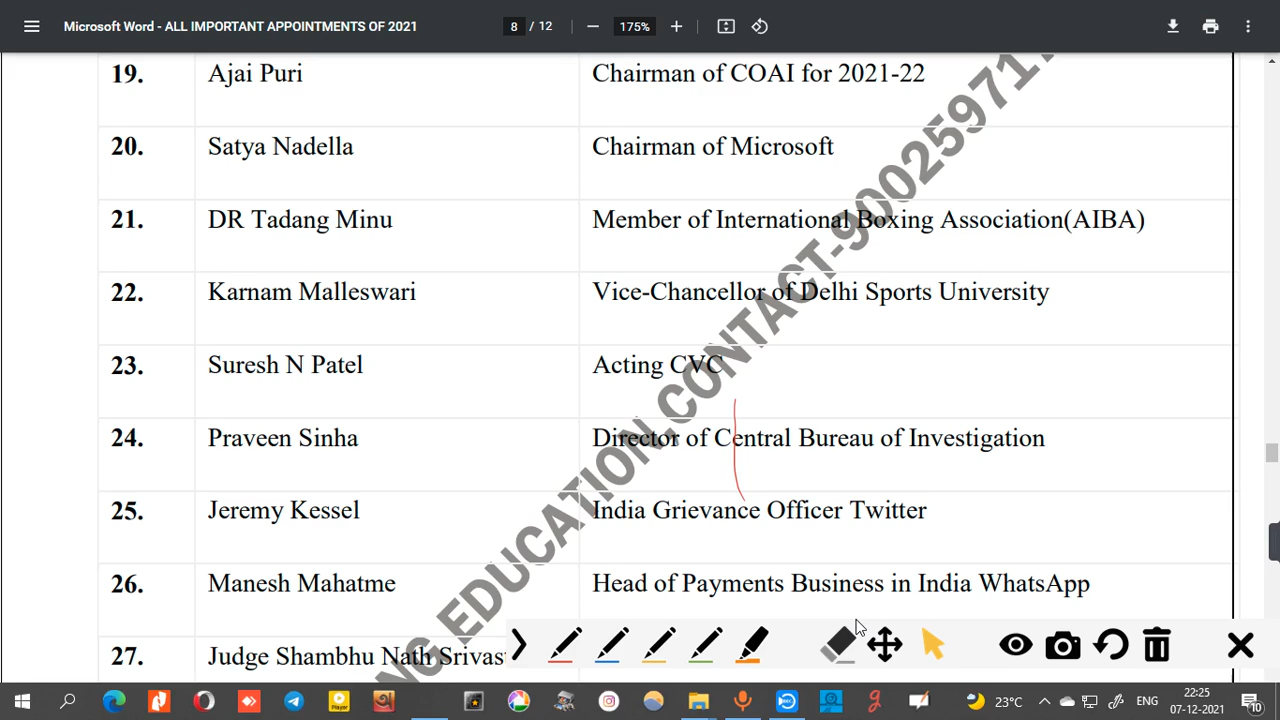 Microsoft Word - ALL IMPORTANT APPOINTMENTS OF 2021
8 / 12
175%
19. Ajai Puri Chairman of COAI for 2021-22
20. Satya Nadella Chairman of Microsoft
21. DR Tadang Minu Member of International Boxing Association(AIBA)
22. Karnam Malleswari Vice-Chancellor of Delhi Sports University
23. Suresh N Patel Acting CVC
24. Praveen Sinha Director of Central Bureau of Investigation
25. Jeremy Kessel India Grievance Officer Twitter
26. Manesh Mahatme Head of Payments Business in India WhatsApp
27. Judge Shambhu Nath
EDUCATION.CONTACT-90025971
23°C
ENG
22:25
07-12-2021
10